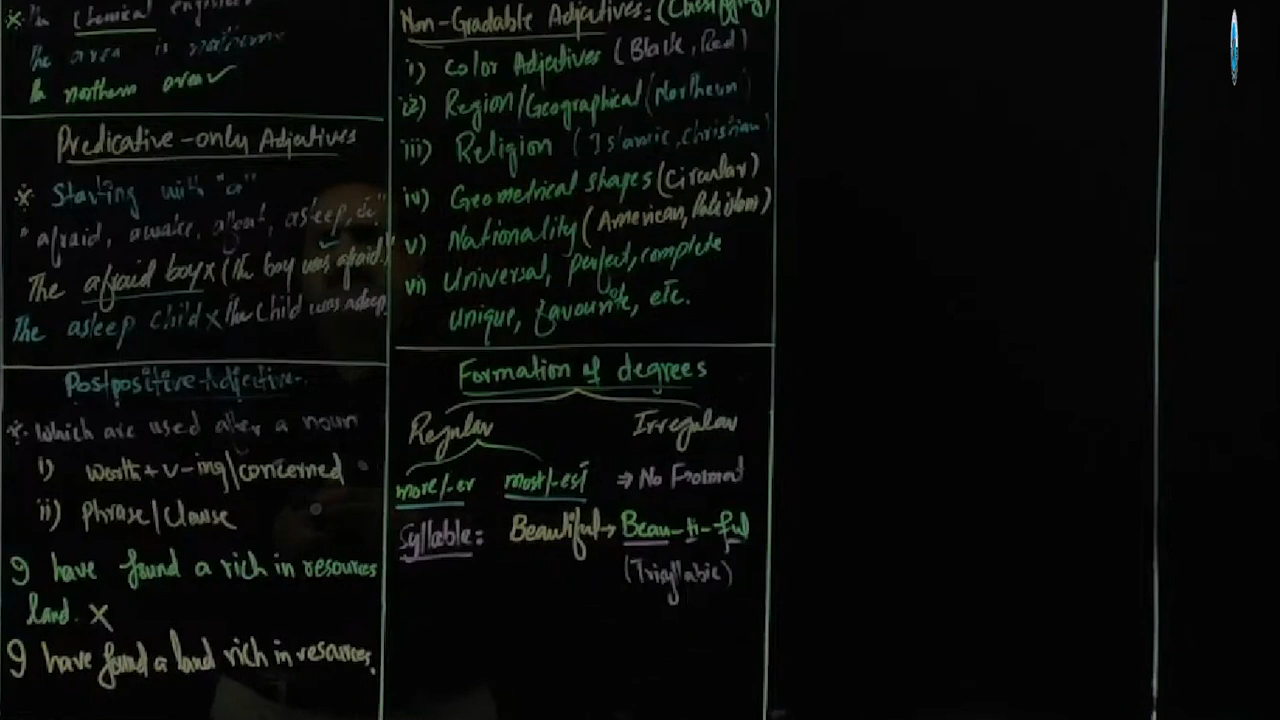 * The Chemical engineer
The area is northern
A northern area ✓
Predicative-only Adjectives
* Starting with "a"
"afraid, awake, asleep, etc"
The afraid boy × (The boy was afraid.)
The asleep child × The child was asleep
Postpositive-Adjective-
* Which are used after a noun
i) worth + v-ing/concerned
ii) Phrase/Clause
I have found a rich in resources
land. ×
I have found a land rich in resources.
Non-Gradable Adjectives: (Classifying)
i) Color Adjectives (Black, Red)
ii) Region/Geographical (Northern)
iii) Religion (Islamic, Christian)
iv) Geometrical shapes (Circular)
v) Nationality (American, Pakistani)
vi) Universal, perfect, complete
unique, favourite, etc.
Formation of degrees
Regular Irregular
more/-er most/-est ⇒ No Format
Syllable: Beautiful → Beau-ti-ful
(Trisyllabic)